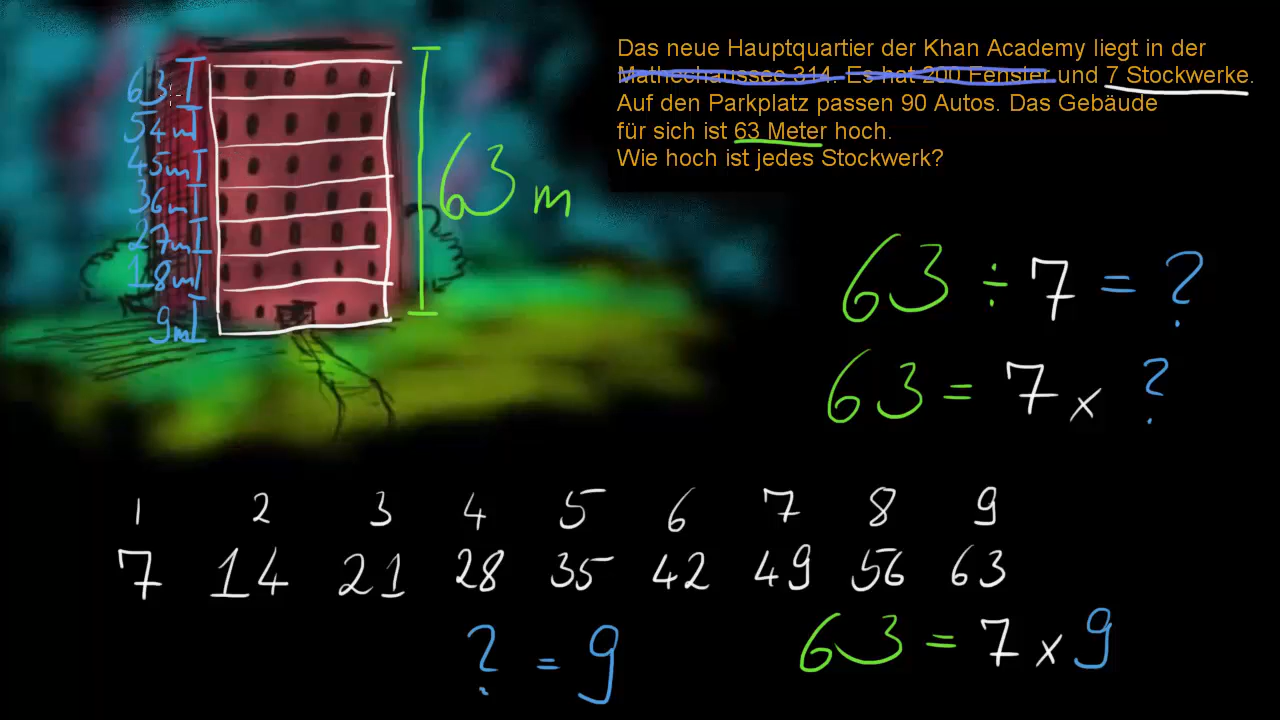 Das neue Hauptquartier der Khan Academy liegt in der
Mathechaussee 314. Es hat 200 Fenster und 7 Stockwerke.
Auf den Parkplatz passen 90 Autos. Das Gebäude
für sich ist 63 Meter hoch.
Wie hoch ist jedes Stockwerk?
63
54m
45m
36m
27m
18m
9m
63 m
63 ÷ 7 = ?
63 = 7 × ?
1 2 3 4 5 6 7 8 9
7 14 21 28 35 42 49 56 63
? = 9
63 = 7 × 9